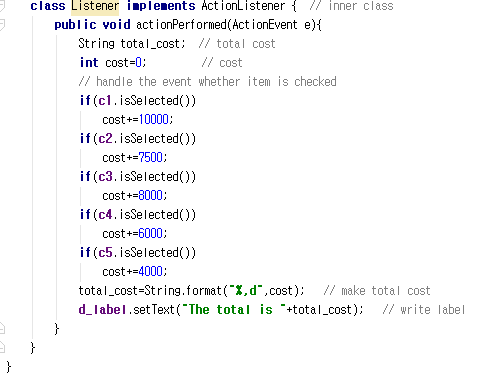 class Listener implements ActionListener {  // inner class
    public void actionPerformed(ActionEvent e){
        String total_cost;  // total cost
        int cost=0;         // cost
        // handle the event whether item is checked
        if(c1.isSelected())
            cost+=10000;
        if(c2.isSelected())
            cost+=7500;
        if(c3.isSelected())
            cost+=8000;
        if(c4.isSelected())
            cost+=6000;
        if(c5.isSelected())
            cost+=4000;
        total_cost=String.format("%,d",cost);   // make total cost
        d_label.setText("The total is "+total_cost);   // write label
    }
}
}